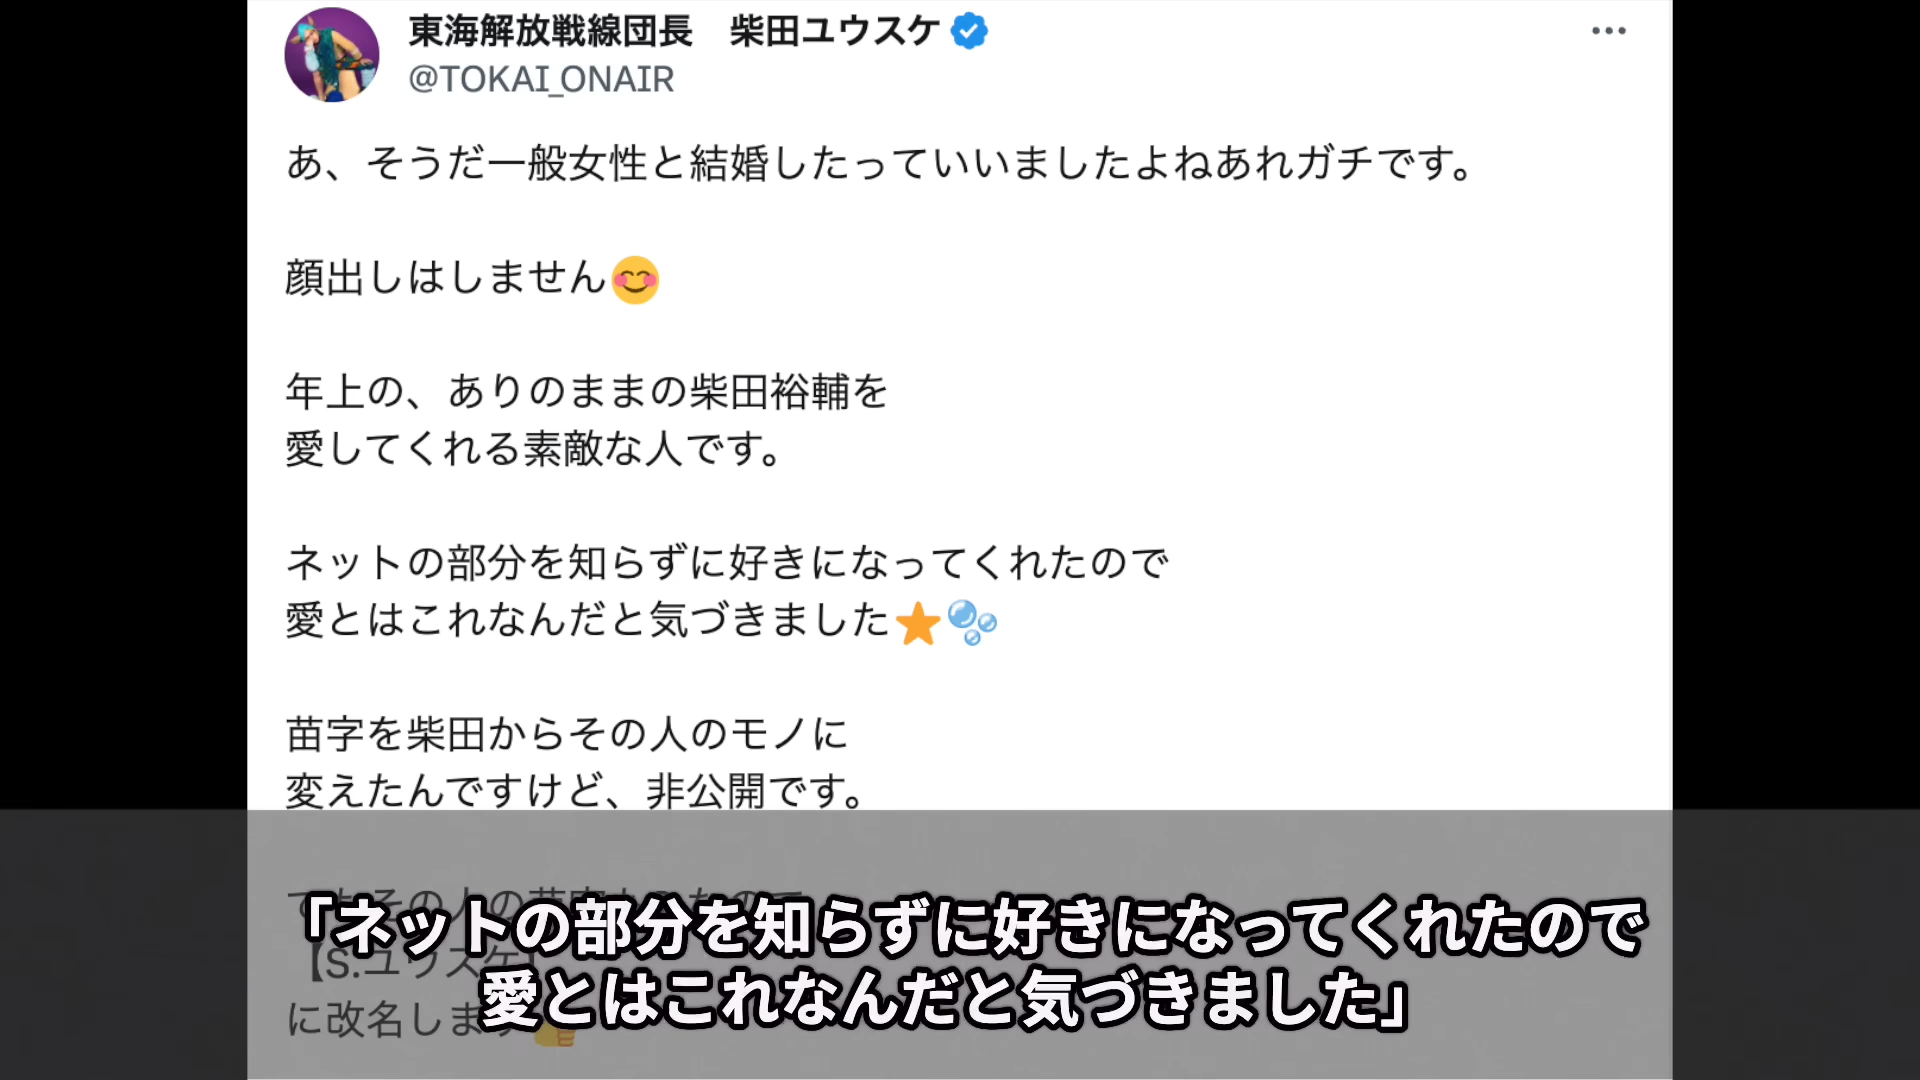 東海解放戦線団長　柴田ユウスケ
@TOKAI_ONAIR
あ、そうだ一般女性と結婚したっていいましたよねあれガチです。
顔出しはしません😊
年上の、ありのままの柴田裕輔を
愛してくれる素敵な人です。
ネットの部分を知らずに好きになってくれたので
愛とはこれなんだと気づきました⭐🫧
苗字を柴田からその人のモノに
変えたんですけど、非公開です。
【S.ユウスケ】
に改名します👍
「ネットの部分を知らずに好きになってくれたので
愛とはこれなんだと気づきました」